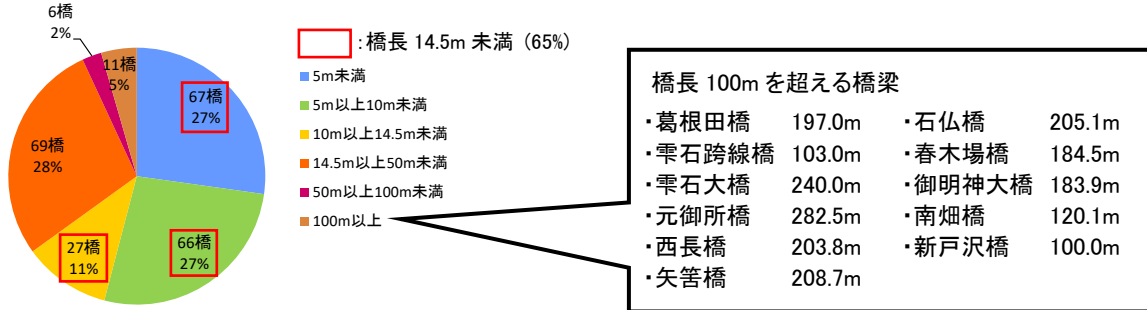 6橋
2%
11橋
5%
67橋
27%
69橋
28%
27橋
11%
66橋
27%
:橋長 14.5m 未満 (65%)
5m未満
5m以上10m未満
10m以上14.5m未満
14.5m以上50m未満
50m以上100m未満
100m以上
橋長 100m を超える橋梁
・葛根田橋 197.0m ・石仏橋 205.1m
・雫石跨線橋 103.0m ・春木場橋 184.5m
・雫石大橋 240.0m ・御明神大橋 183.9m
・元御所橋 282.5m ・南畑橋 120.1m
・西長橋 203.8m ・新戸沢橋 100.0m
・矢筈橋 208.7m